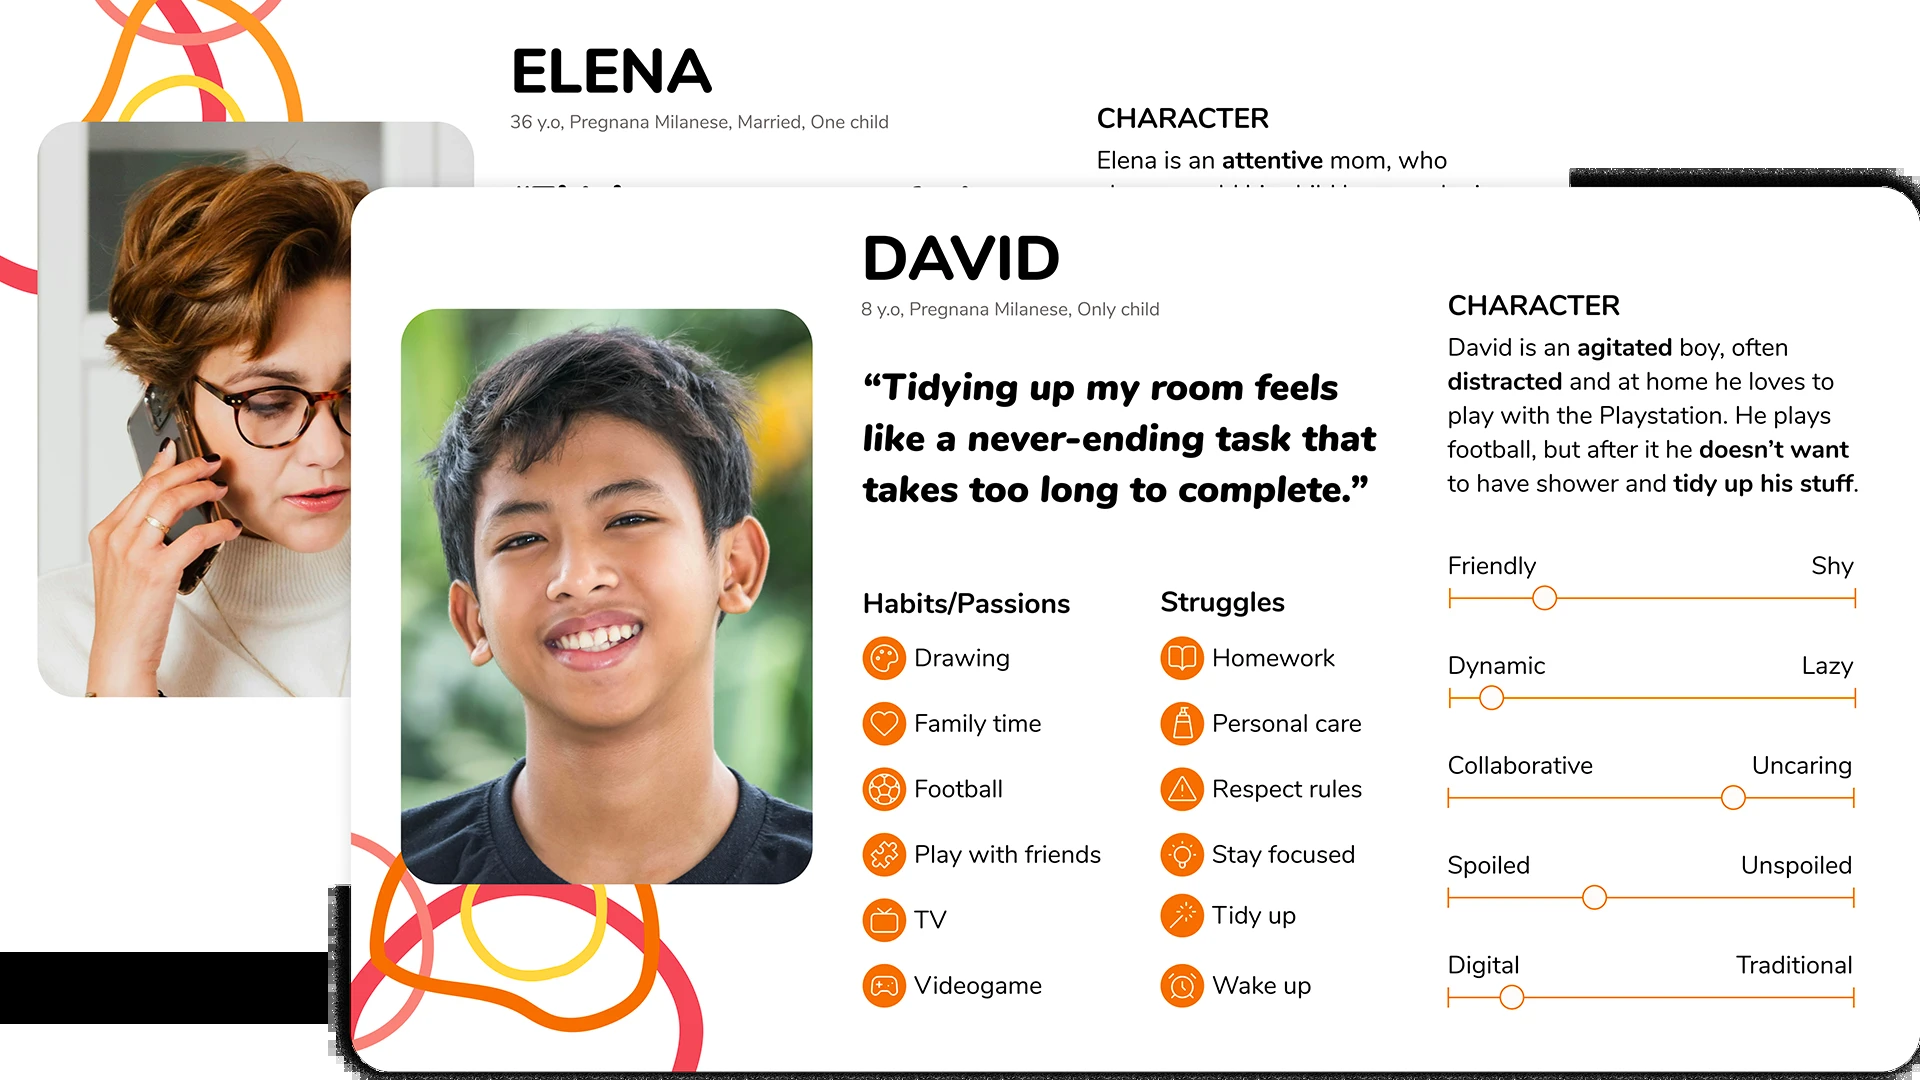 ELENA
36 y.o, Pregnana Milanese, Married, One child
CHARACTER
Elena is an attentive mom, who
DAVID
8 y.o, Pregnana Milanese, Only child
“Tidying up my room feels
like a never-ending task that
takes too long to complete.”
Habits/Passions
Drawing
Family time
Football
Play with friends
TV
Videogame
Struggles
Homework
Personal care
Respect rules
Stay focused
Tidy up
Wake up
CHARACTER
David is an agitated boy, often
distracted and at home he loves to
play with the Playstation. He plays
football, but after it he doesn’t want
to have shower and tidy up his stuff.
Friendly Shy
Dynamic Lazy
Collaborative Uncaring
Spoiled Unspoiled
Digital Traditional